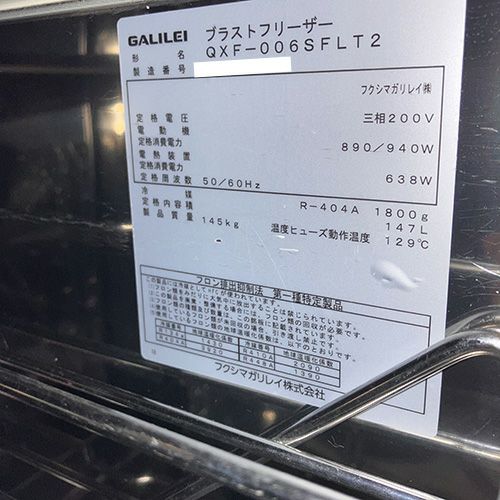 GALILEI ブラストフリーザー
形名 QXF-006SFLT2
製造番号
フクシマガリレイ㈱
定格電圧 三相200V
電動機
定格消費電力 890/940W
電熱装置
定格消費電力 638W
定格周波数 50/60Hz
冷媒 R-404A 1800g
定格内容積 147L
製品質量 145kg 温度ヒューズ動作温度 129℃
フロン排出抑制法 第一種特定製品
フクシマガリレイ株式会社